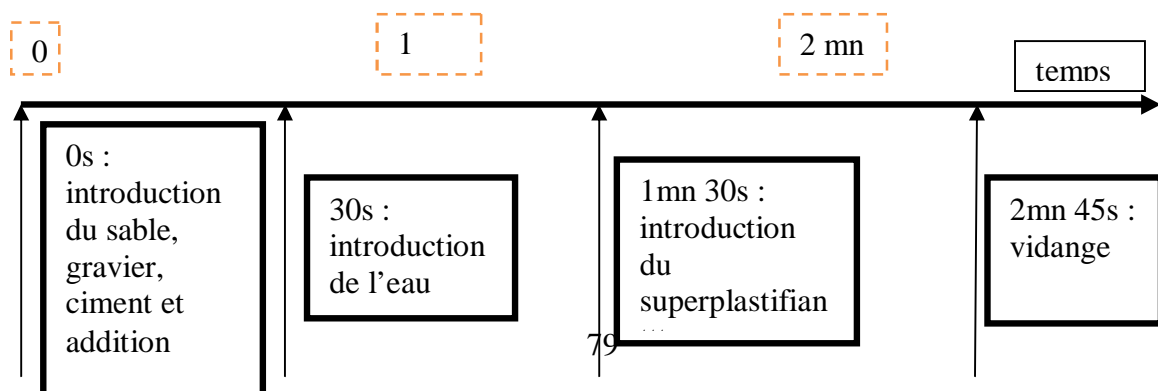 0
1
2 mn
temps
0s :
introduction
du sable,
gravier,
ciment et
addition
30s :
introduction
de l'eau
1mn 30s :
introduction
du
superplastifian
2mn 45s :
vidange
79